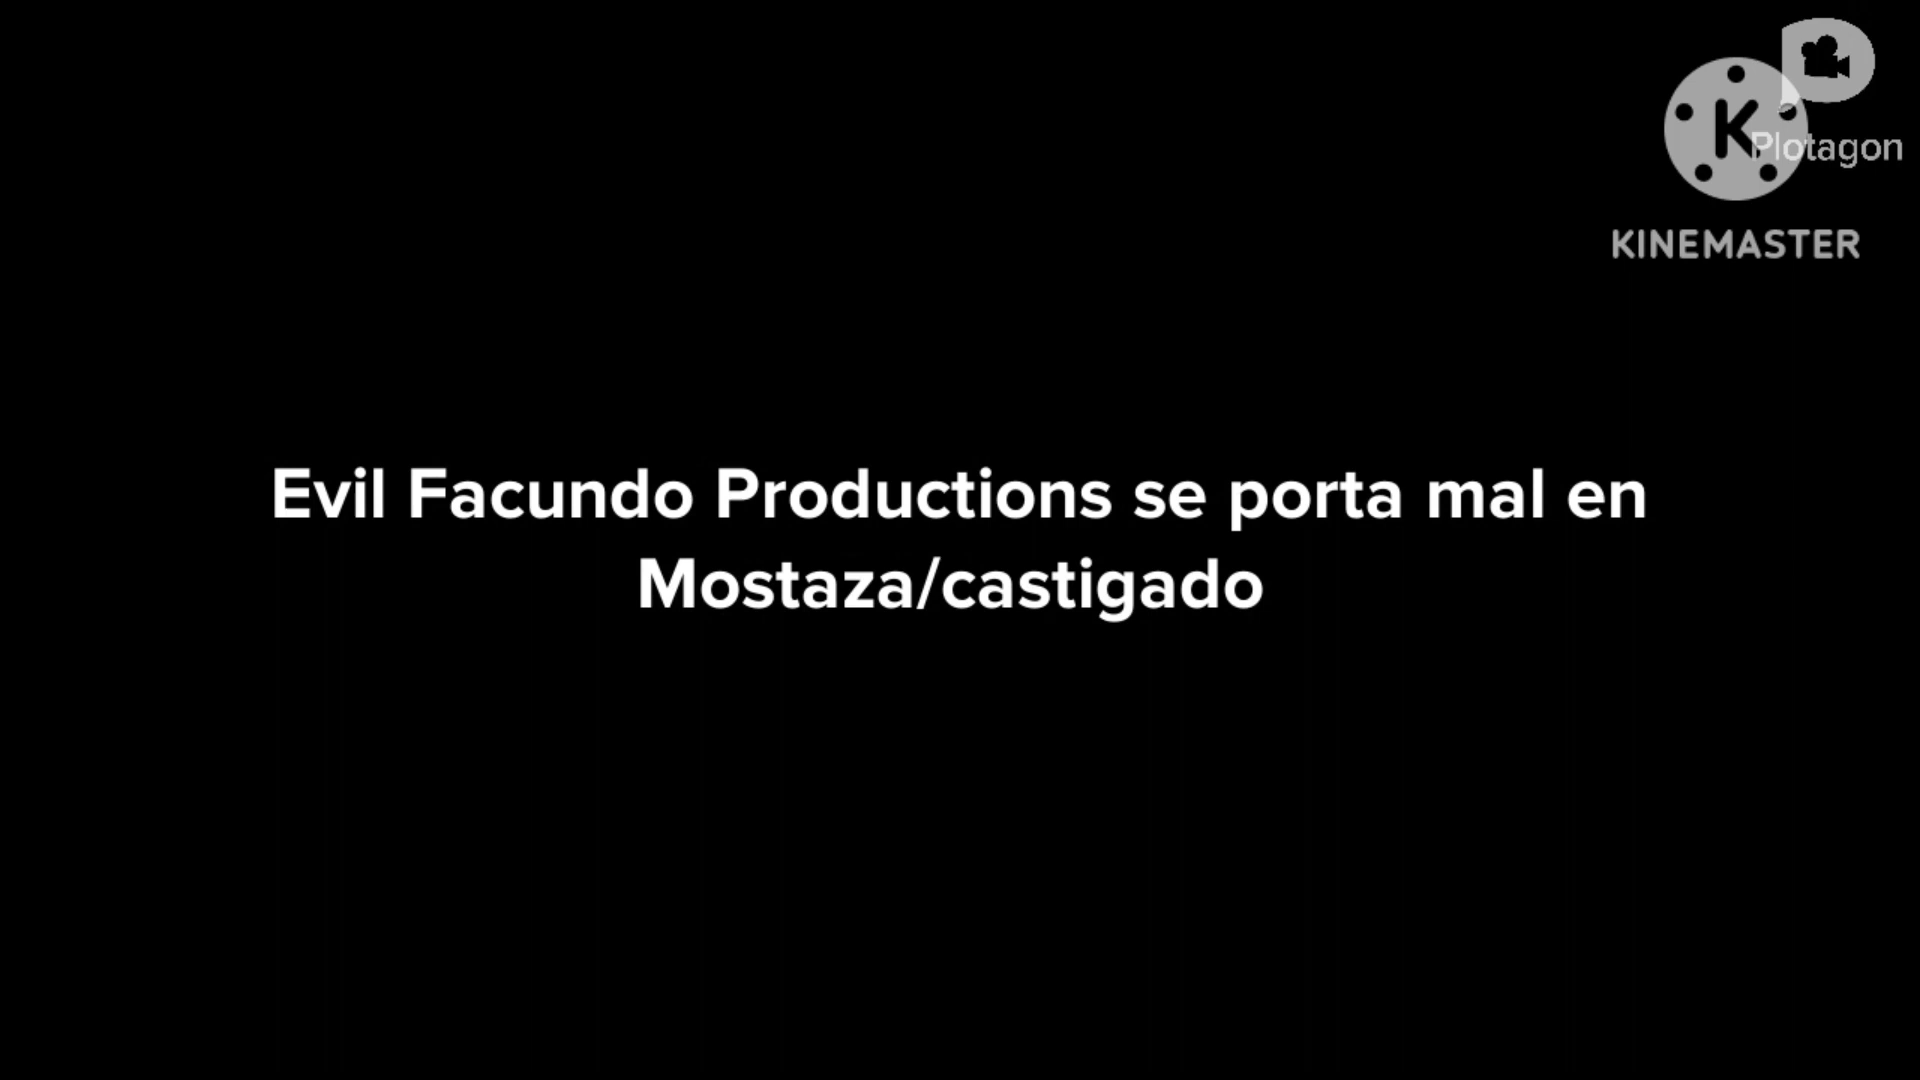 Plotagon
KINEMASTER
Evil Facundo Productions se porta mal en
Mostaza/castigado